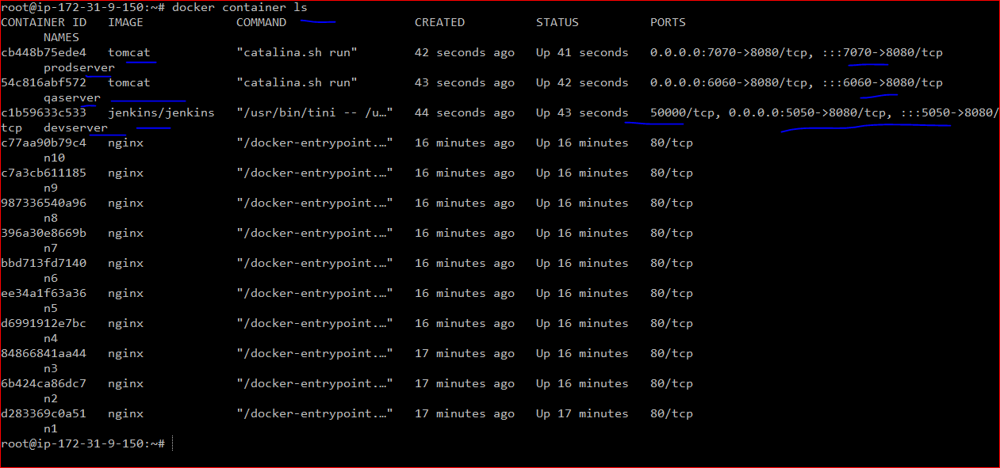 root@ip-172-31-9-150:~# docker container ls
CONTAINER ID   IMAGE             COMMAND                  CREATED          STATUS          PORTS
      NAMES
cb448b75ede4   tomcat            "catalina.sh run"        42 seconds ago   Up 41 seconds   0.0.0.0:7070->8080/tcp, :::7070->8080/tcp
      prodserver
54c816abf572   tomcat            "catalina.sh run"        43 seconds ago   Up 42 seconds   0.0.0.0:6060->8080/tcp, :::6060->8080/tcp
      qaserver
c1b59633c533   jenkins/jenkins   "/usr/bin/tini -- /u…"   44 seconds ago   Up 43 seconds   50000/tcp, 0.0.0.0:5050->8080/tcp, :::5050->8080/
tcp   devserver
c77aa90b79c4   nginx             "/docker-entrypoint.…"   16 minutes ago   Up 16 minutes   80/tcp
      n10
c7a3cb611185   nginx             "/docker-entrypoint.…"   16 minutes ago   Up 16 minutes   80/tcp
      n9
987336540a96   nginx             "/docker-entrypoint.…"   16 minutes ago   Up 16 minutes   80/tcp
      n8
396a30e8669b   nginx             "/docker-entrypoint.…"   16 minutes ago   Up 16 minutes   80/tcp
      n7
bbd713fd7140   nginx             "/docker-entrypoint.…"   16 minutes ago   Up 16 minutes   80/tcp
      n6
ee34a1f63a36   nginx             "/docker-entrypoint.…"   16 minutes ago   Up 16 minutes   80/tcp
      n5
d6991912e7bc   nginx             "/docker-entrypoint.…"   16 minutes ago   Up 16 minutes   80/tcp
      n4
84866841aa44   nginx             "/docker-entrypoint.…"   17 minutes ago   Up 16 minutes   80/tcp
      n3
6b424ca86dc7   nginx             "/docker-entrypoint.…"   17 minutes ago   Up 16 minutes   80/tcp
      n2
d283369c0a51   nginx             "/docker-entrypoint.…"   17 minutes ago   Up 17 minutes   80/tcp
      n1
root@ip-172-31-9-150:~#